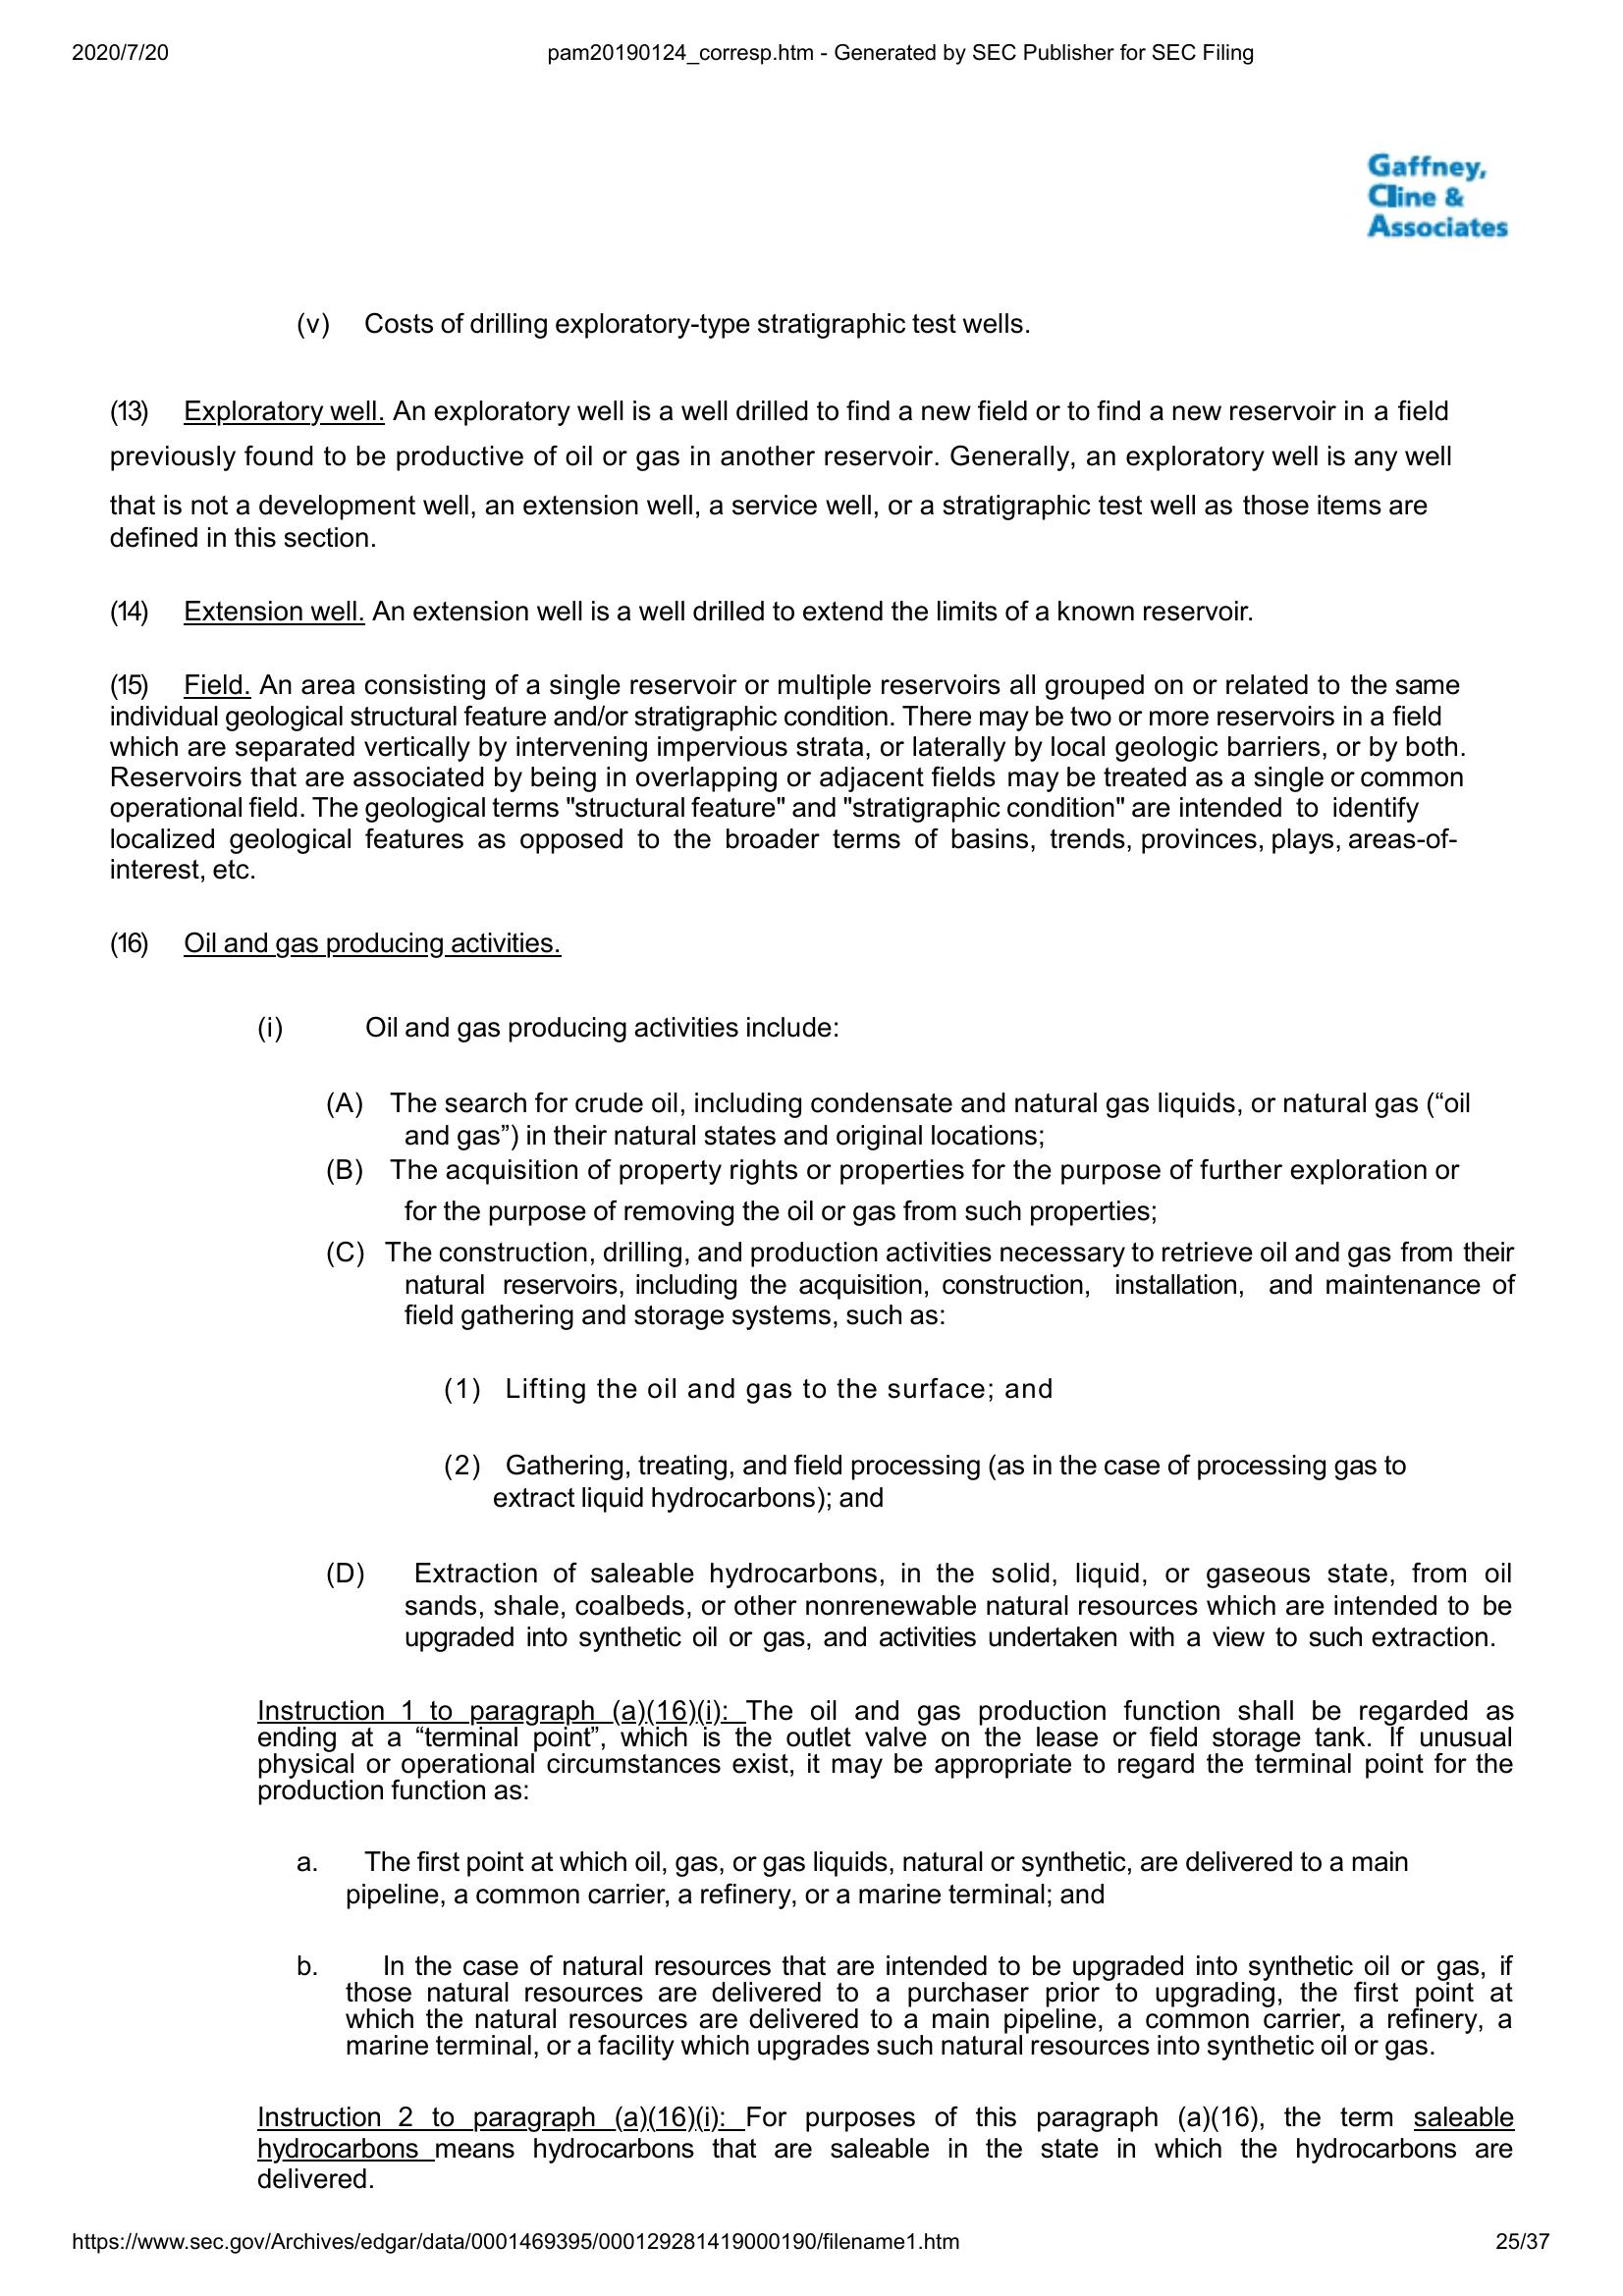 2020/7/20 pam20190124_corresp.htm - Generated by SEC Publisher for SEC Filing
Gaffney,
Cline &
Associates
(v) Costs of drilling exploratory-type stratigraphic test wells.
(13) Exploratory well. An exploratory well is a well drilled to find a new field or to find a new reservoir in a field
previously found to be productive of oil or gas in another reservoir. Generally, an exploratory well is any well
that is not a development well, an extension well, a service well, or a stratigraphic test well as those items are
defined in this section.
(14) Extension well. An extension well is a well drilled to extend the limits of a known reservoir.
(15) Field. An area consisting of a single reservoir or multiple reservoirs all grouped on or related to the same
individual geological structural feature and/or stratigraphic condition. There may be two or more reservoirs in a field
which are separated vertically by intervening impervious strata, or laterally by local geologic barriers, or by both.
Reservoirs that are associated by being in overlapping or adjacent fields may be treated as a single or common
operational field. The geological terms "structural feature" and "stratigraphic condition" are intended to identify
localized geological features as opposed to the broader terms of basins, trends, provinces, plays, areas-of-
interest, etc.
(16) Oil and gas producing activities.
(i) Oil and gas producing activities include:
(A) The search for crude oil, including condensate and natural gas liquids, or natural gas (“oil
and gas”) in their natural states and original locations;
(B) The acquisition of property rights or properties for the purpose of further exploration or
for the purpose of removing the oil or gas from such properties;
(C) The construction, drilling, and production activities necessary to retrieve oil and gas from their
natural reservoirs, including the acquisition, construction, installation, and maintenance of
field gathering and storage systems, such as:
(1) Lifting the oil and gas to the surface; and
(2) Gathering, treating, and field processing (as in the case of processing gas to
extract liquid hydrocarbons); and
(D) Extraction of saleable hydrocarbons, in the solid, liquid, or gaseous state, from oil
sands, shale, coalbeds, or other nonrenewable natural resources which are intended to be
upgraded into synthetic oil or gas, and activities undertaken with a view to such extraction.
Instruction 1 to paragraph (a)(16)(i): The oil and gas production function shall be regarded as
ending at a “terminal point”, which is the outlet valve on the lease or field storage tank. If unusual
physical or operational circumstances exist, it may be appropriate to regard the terminal point for the
production function as:
a. The first point at which oil, gas, or gas liquids, natural or synthetic, are delivered to a main
pipeline, a common carrier, a refinery, or a marine terminal; and
b. In the case of natural resources that are intended to be upgraded into synthetic oil or gas, if
those natural resources are delivered to a purchaser prior to upgrading, the first point at
which the natural resources are delivered to a main pipeline, a common carrier, a refinery, a
marine terminal, or a facility which upgrades such natural resources into synthetic oil or gas.
Instruction 2 to paragraph (a)(16)(i): For purposes of this paragraph (a)(16), the term saleable
hydrocarbons means hydrocarbons that are saleable in the state in which the hydrocarbons are
delivered.
https://www.sec.gov/Archives/edgar/data/0001469395/000129281419000190/filename1.htm 25/37